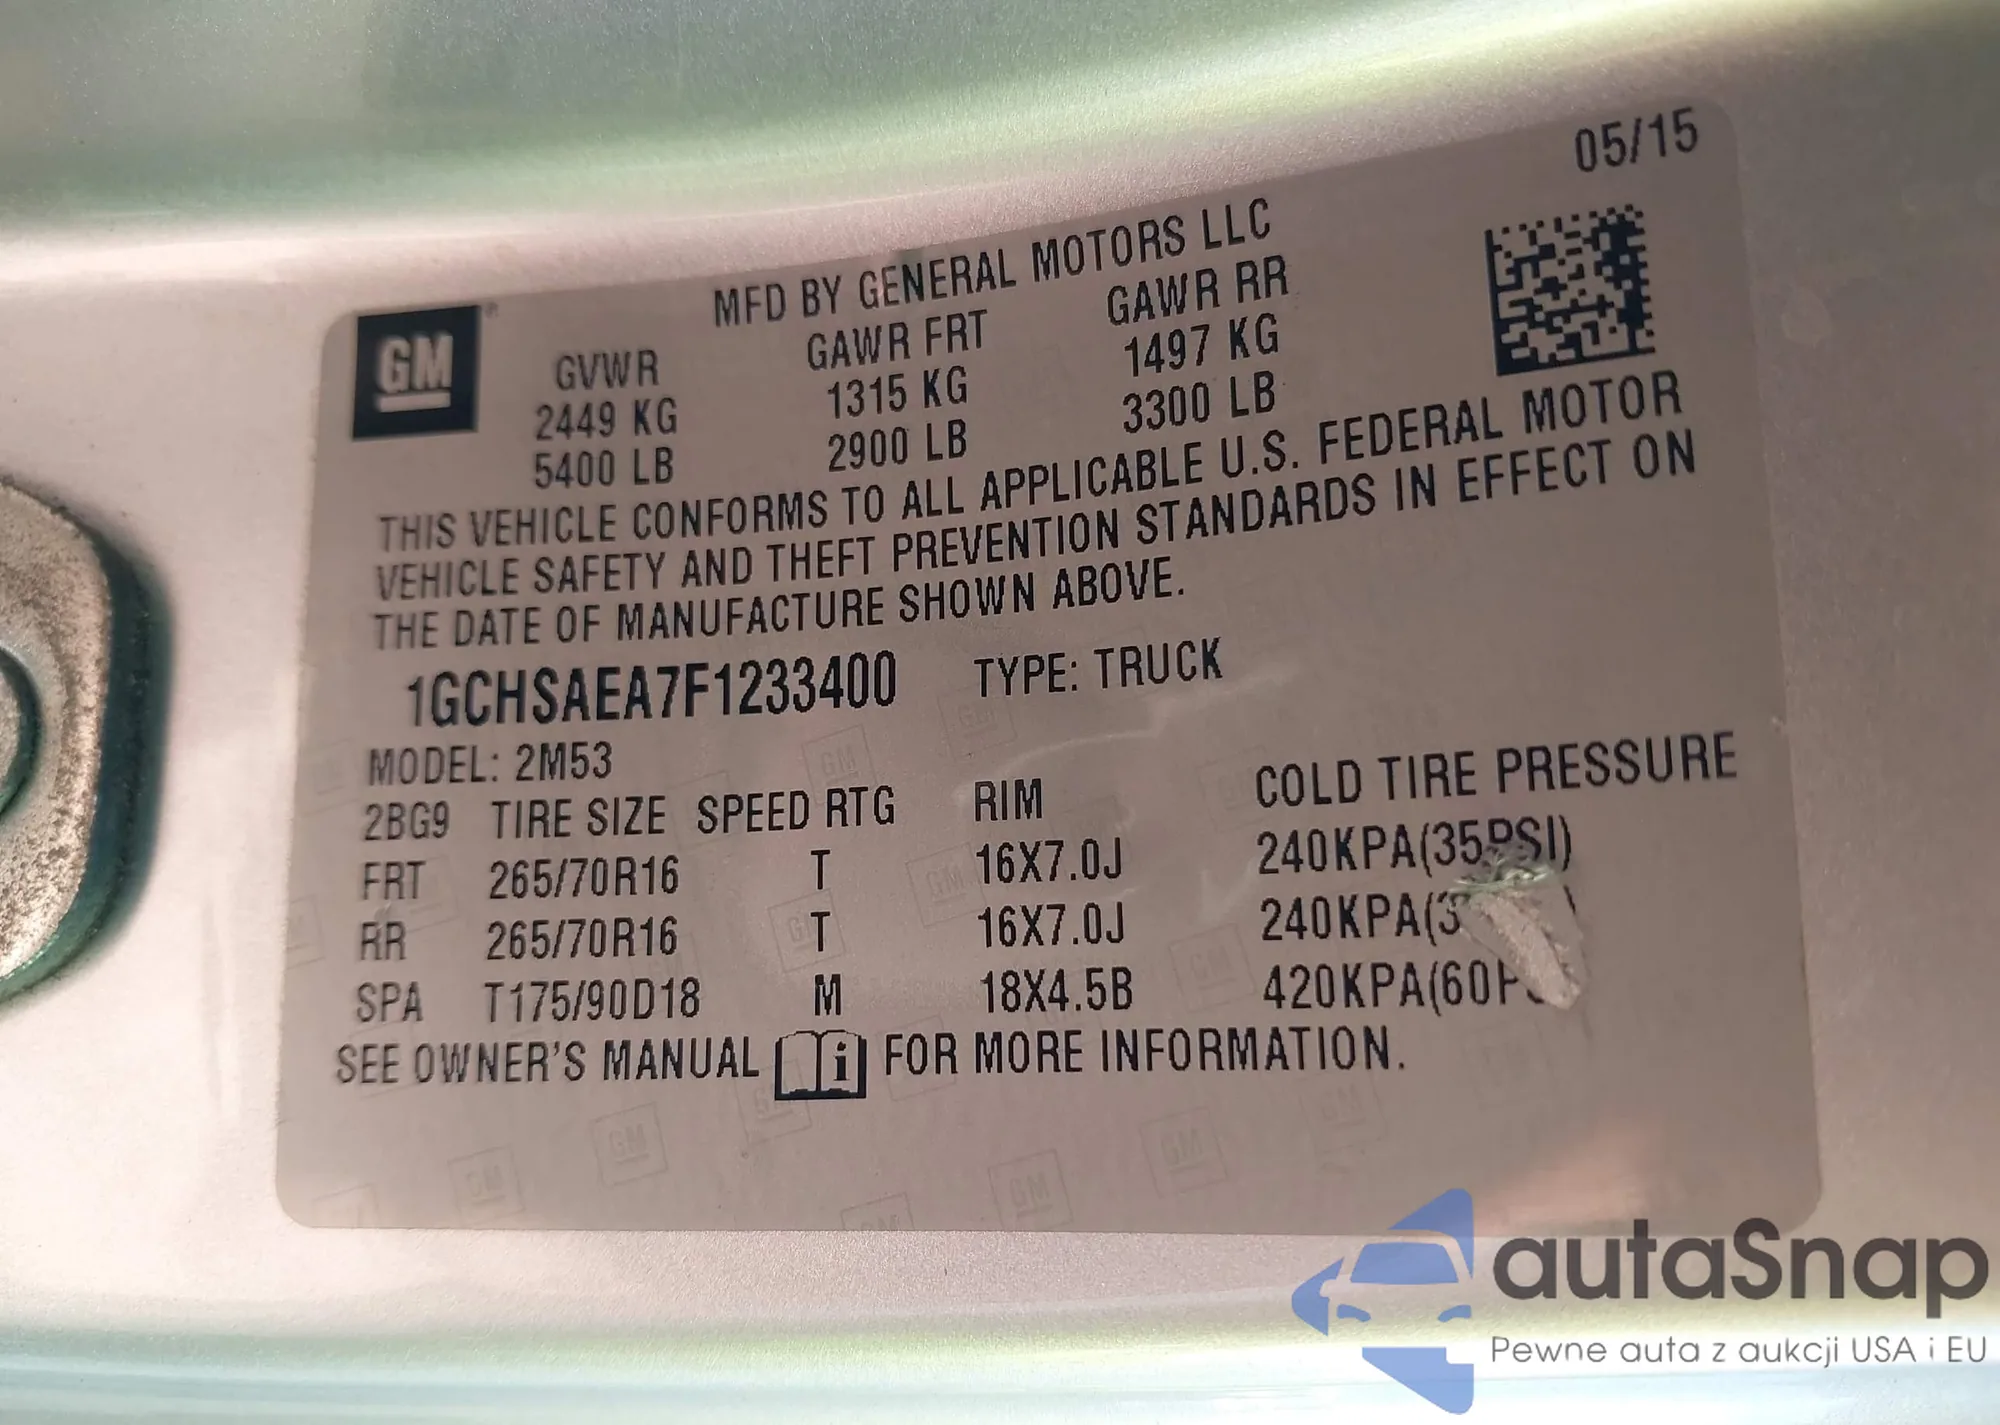 05/15
MFD BY GENERAL MOTORS LLC
GM
GVWR GAWR FRT GAWR RR
2449 KG 1315 KG 1497 KG
5400 LB 2900 LB 3300 LB
THIS VEHICLE CONFORMS TO ALL APPLICABLE U.S. FEDERAL MOTOR
VEHICLE SAFETY AND THEFT PREVENTION STANDARDS IN EFFECT ON
THE DATE OF MANUFACTURE SHOWN ABOVE.
1GCHSAEA7F1233400 TYPE: TRUCK
MODEL: 2M53
2BG9 TIRE SIZE SPEED RTG RIM COLD TIRE PRESSURE
FRT 265/70R16 T 16X7.0J 240KPA(35PSI)
RR 265/70R16 T 16X7.0J 240KPA(3
SPA T175/90D18 M 18X4.5B 420KPA(60P
SEE OWNER'S MANUAL i FOR MORE INFORMATION.
autaSnap
Pewne auta z aukcji USA i EU